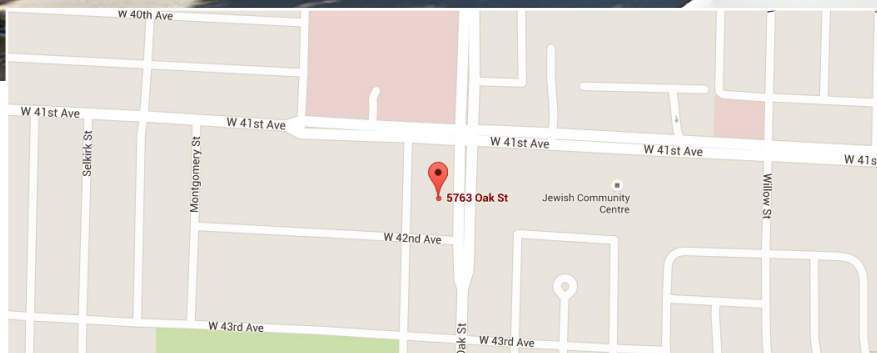 W 40th Ave
W 41st Ave
W 41st Ave
W 41st Ave
W 41st Ave
W 41s
Selkirk St
Montgomery St
5763 Oak St
Jewish Community
Centre
Willow St
W 42nd Ave
W 43rd Ave
W 43rd Ave
Oak St